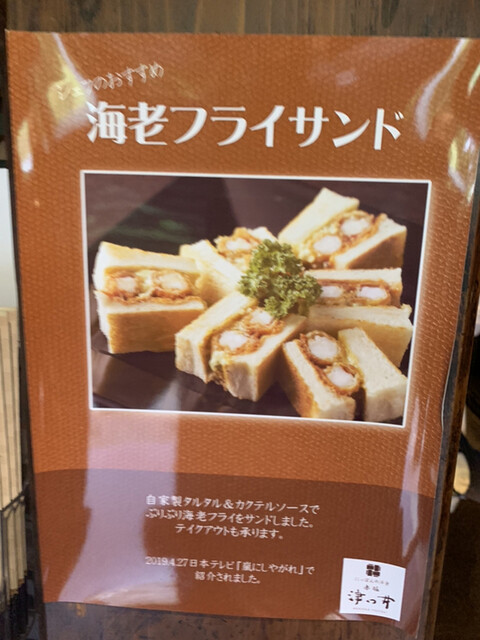 シェフのおすすめ
海老フライサンド
自家製タルタル＆カクテルソースで
ぷりぷり海老フライをサンドしました。
テイクアウトも承ります。
2019.4.27日本テレビ「嵐にしやがれ」で
紹介されました。
津つ井